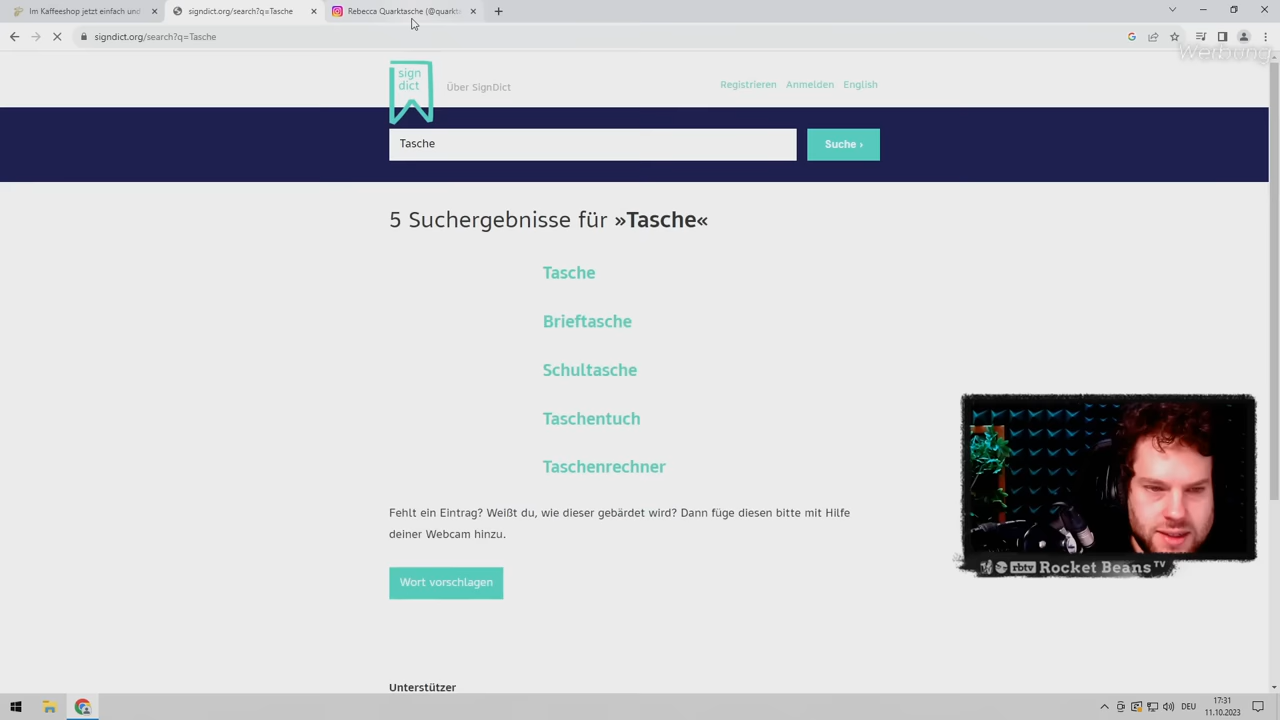 Im Kaffeeshop jetzt einfach und
signdict.org/search?q=Tasche
Rebecca Quarktasche (@quarkt
signdict.org/search?q=Tasche
Werbung
sign
dict
Über SignDict
Registrieren
Anmelden
English
Tasche
Suche ›
5 Suchergebnisse für »Tasche«
Tasche
Brieftasche
Schultasche
Taschentuch
Taschenrechner
Fehlt ein Eintrag? Weißt du, wie dieser gebärdet wird? Dann füge diesen bitte mit Hilfe
deiner Webcam hinzu.
Wort vorschlagen
rbtv Rocket Beans TV
Unterstützer
DEU
17:31
11.10.2023